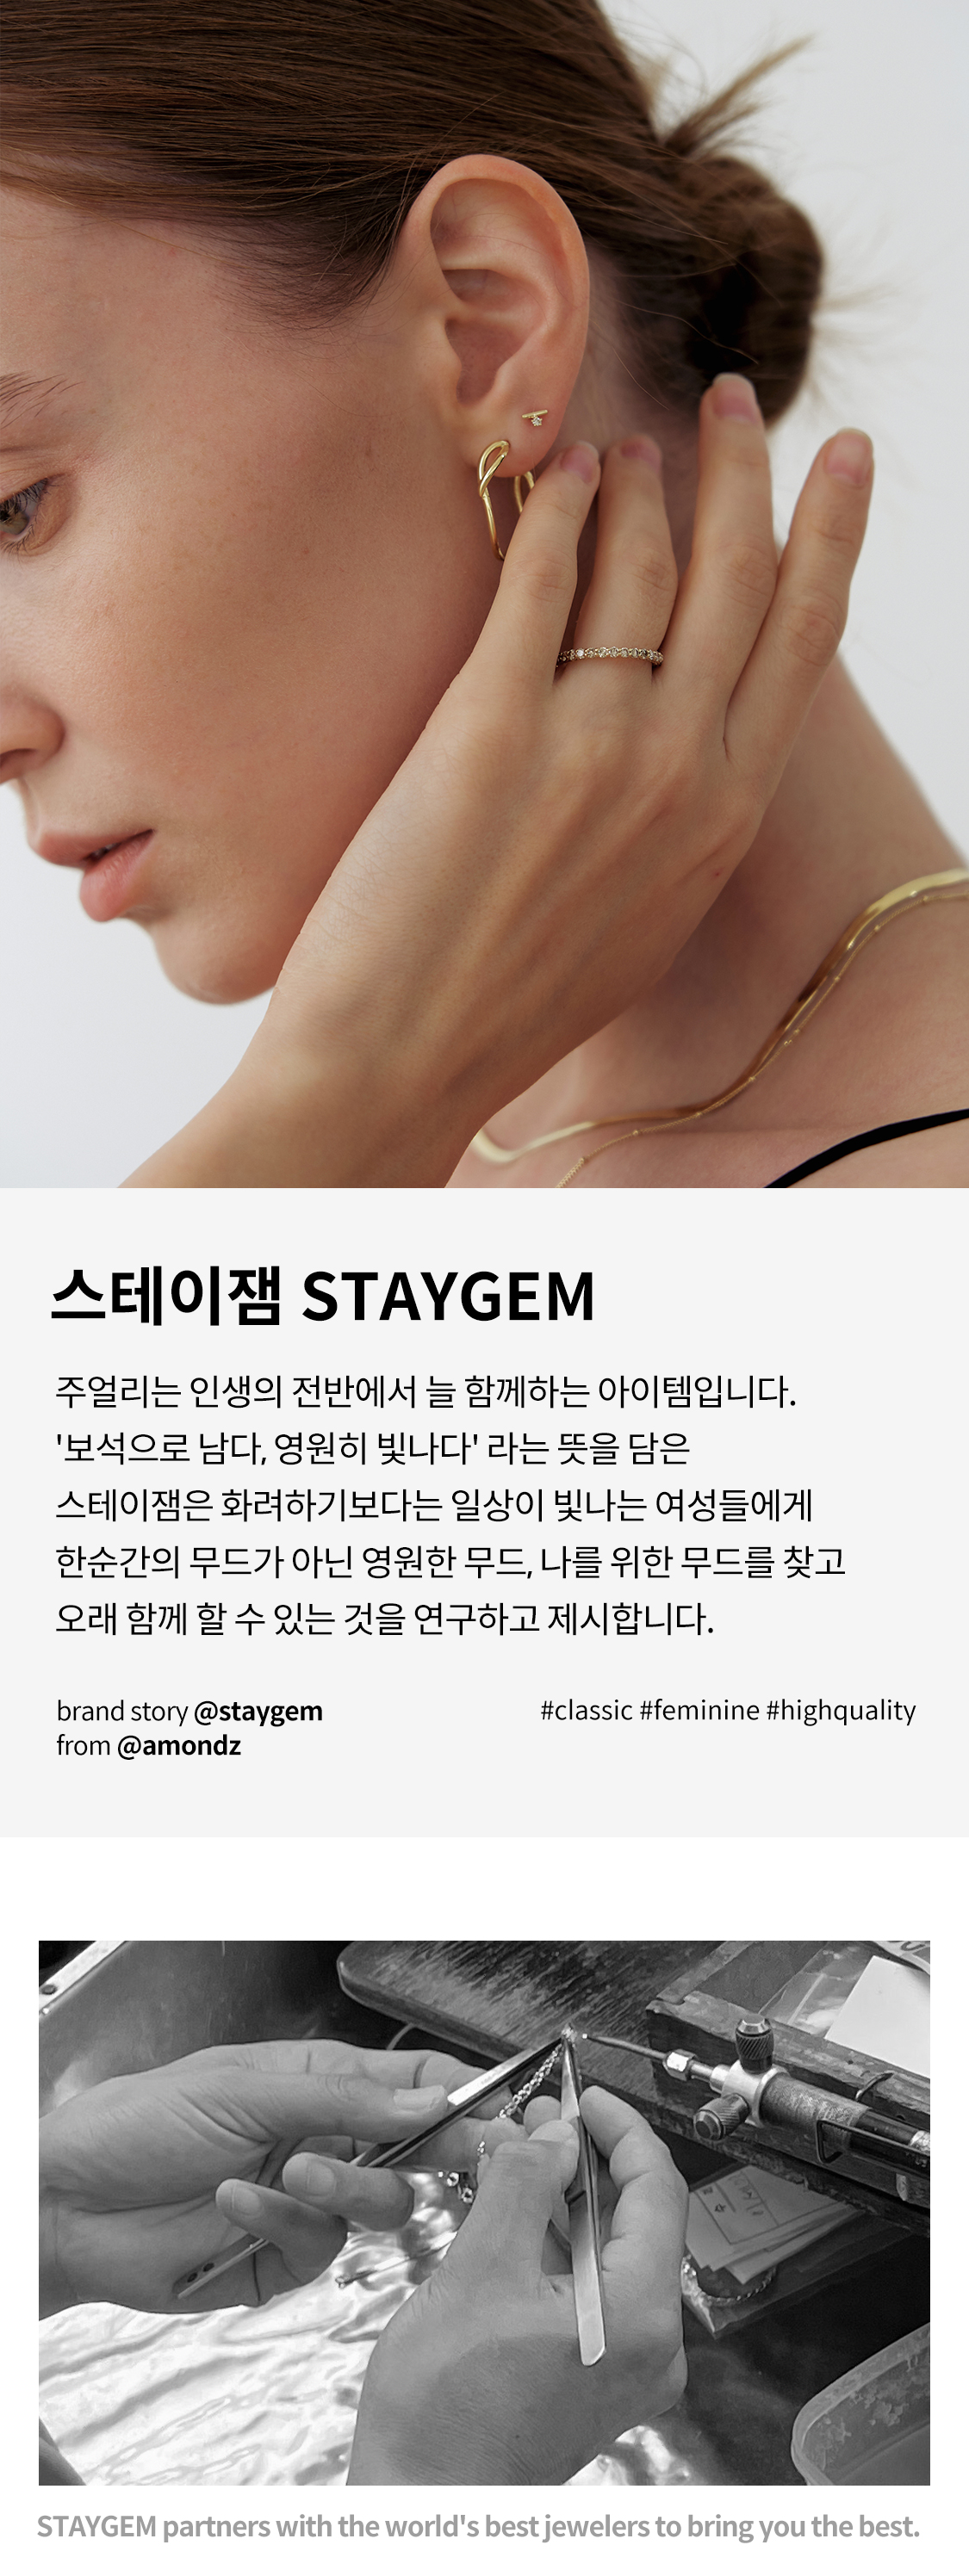 스테이잼 STAYGEM
주얼리는 인생의 전반에서 늘 함께하는 아이템입니다.
'보석으로 남다, 영원히 빛나다' 라는 뜻을 담은
스테이잼은 화려하기보다는 일상이 빛나는 여성들에게
한순간의 무드가 아닌 영원한 무드, 나를 위한 무드를 찾고
오래 함께 할 수 있는 것을 연구하고 제시합니다.
brand story @staygem
from @amondz
#classic #feminine #highquality
STAYGEM partners with the world's best jewelers to bring you the best.